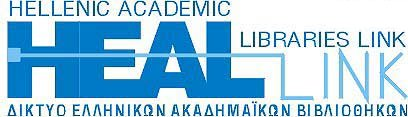 HELLENIC ACADEMIC
LIBRARIES LINK
HEAL
LINK
ΔΙΚΤΥΟ ΕΛΛΗΝΙΚΩΝ ΑΚΑΔΗΜΑΪΚΩΝ ΒΙΒΛΙΟΘΗΚΩΝ